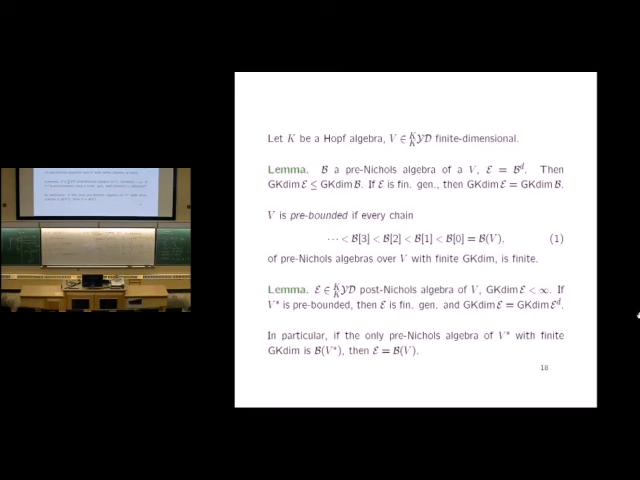 Let K be a Hopf algebra, V ∈ ᴷ_K𝒴𝒟 finite-dimensional.
Lemma. ℬ a pre-Nichols algebra of a V, ℰ = ℬᵈ. Then
GKdim ℰ ≤ GKdim ℬ. If ℰ is fin. gen., then GKdim ℰ = GKdim ℬ.
V is pre-bounded if every chain
⋯ < ℬ[3] < ℬ[2] < ℬ[1] < ℬ[0] = ℬ(V), (1)
of pre-Nichols algebras over V with finite GKdim, is finite.
Lemma. ℰ ∈ ᴷ_K𝒴𝒟 post-Nichols algebra of V, GKdim ℰ < ∞. If
V* is pre-bounded, then ℰ is fin. gen. and GKdim ℰ = GKdim ℰᵈ.
In particular, if the only pre-Nichols algebra of V* with finite
GKdim is ℬ(V*), then ℰ = ℬ(V).
18